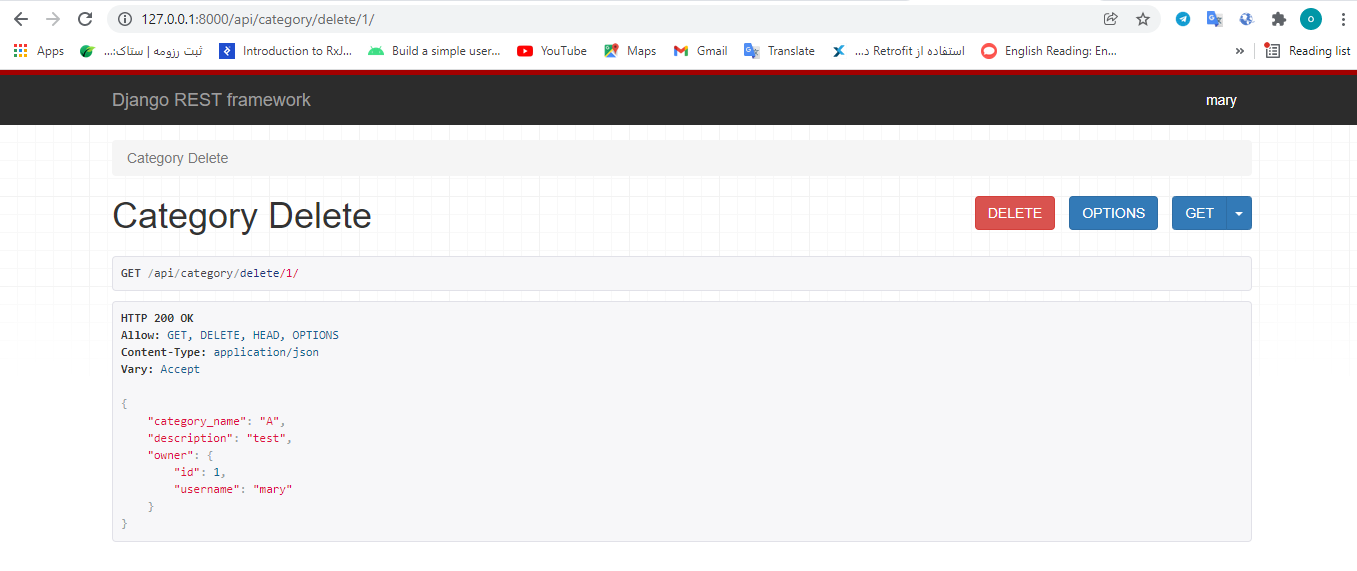 127.0.0.1:8000/api/category/delete/1/
Apps ثبت رزومه | ستاک:... Introduction to RxJ... Build a simple user... YouTube Maps Gmail Translate استفاده از Retrofit د... English Reading: En... » Reading list
Django REST framework mary
Category Delete
Category Delete DELETE OPTIONS GET
GET /api/category/delete/1/
HTTP 200 OK
Allow: GET, DELETE, HEAD, OPTIONS
Content-Type: application/json
Vary: Accept
{
"category_name": "A",
"description": "test",
"owner": {
"id": 1,
"username": "mary"
}
}